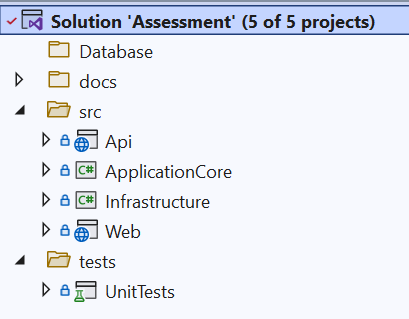 Solution 'Assessment' (5 of 5 projects)
Database
docs
src
Api
C# ApplicationCore
C# Infrastructure
Web
tests
UnitTests